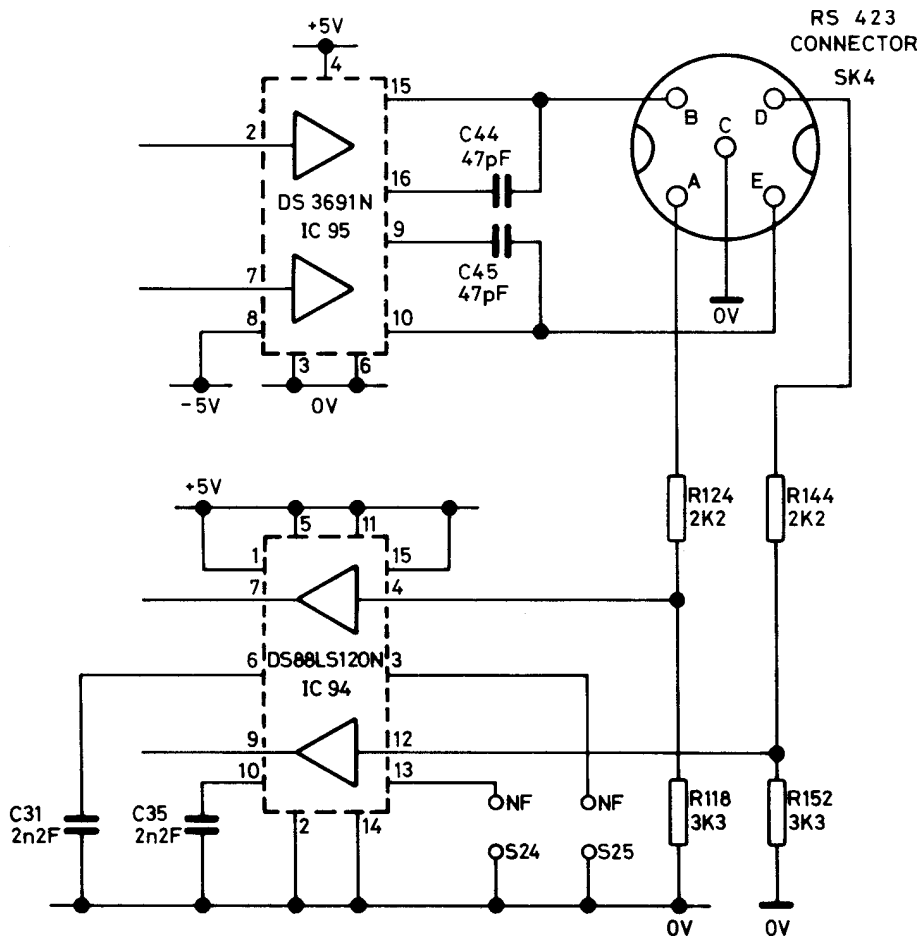 RS 423
CONNECTOR
SK4
+5V
4
15
2
B
D
C
C44
47pF
16
DS 3691N
IC 95
A
E
9
7
C45
47pF
8
10
0V
3
6
-5V
0V
+5V
R124
2K2
R144
2K2
5
11
1
15
7
4
6
DS88LS120N
3
IC 94
9
12
10
13
C31
2n2F
C35
2n2F
NF
NF
R118
3K3
R152
3K3
2
14
S24
S25
0V
0V